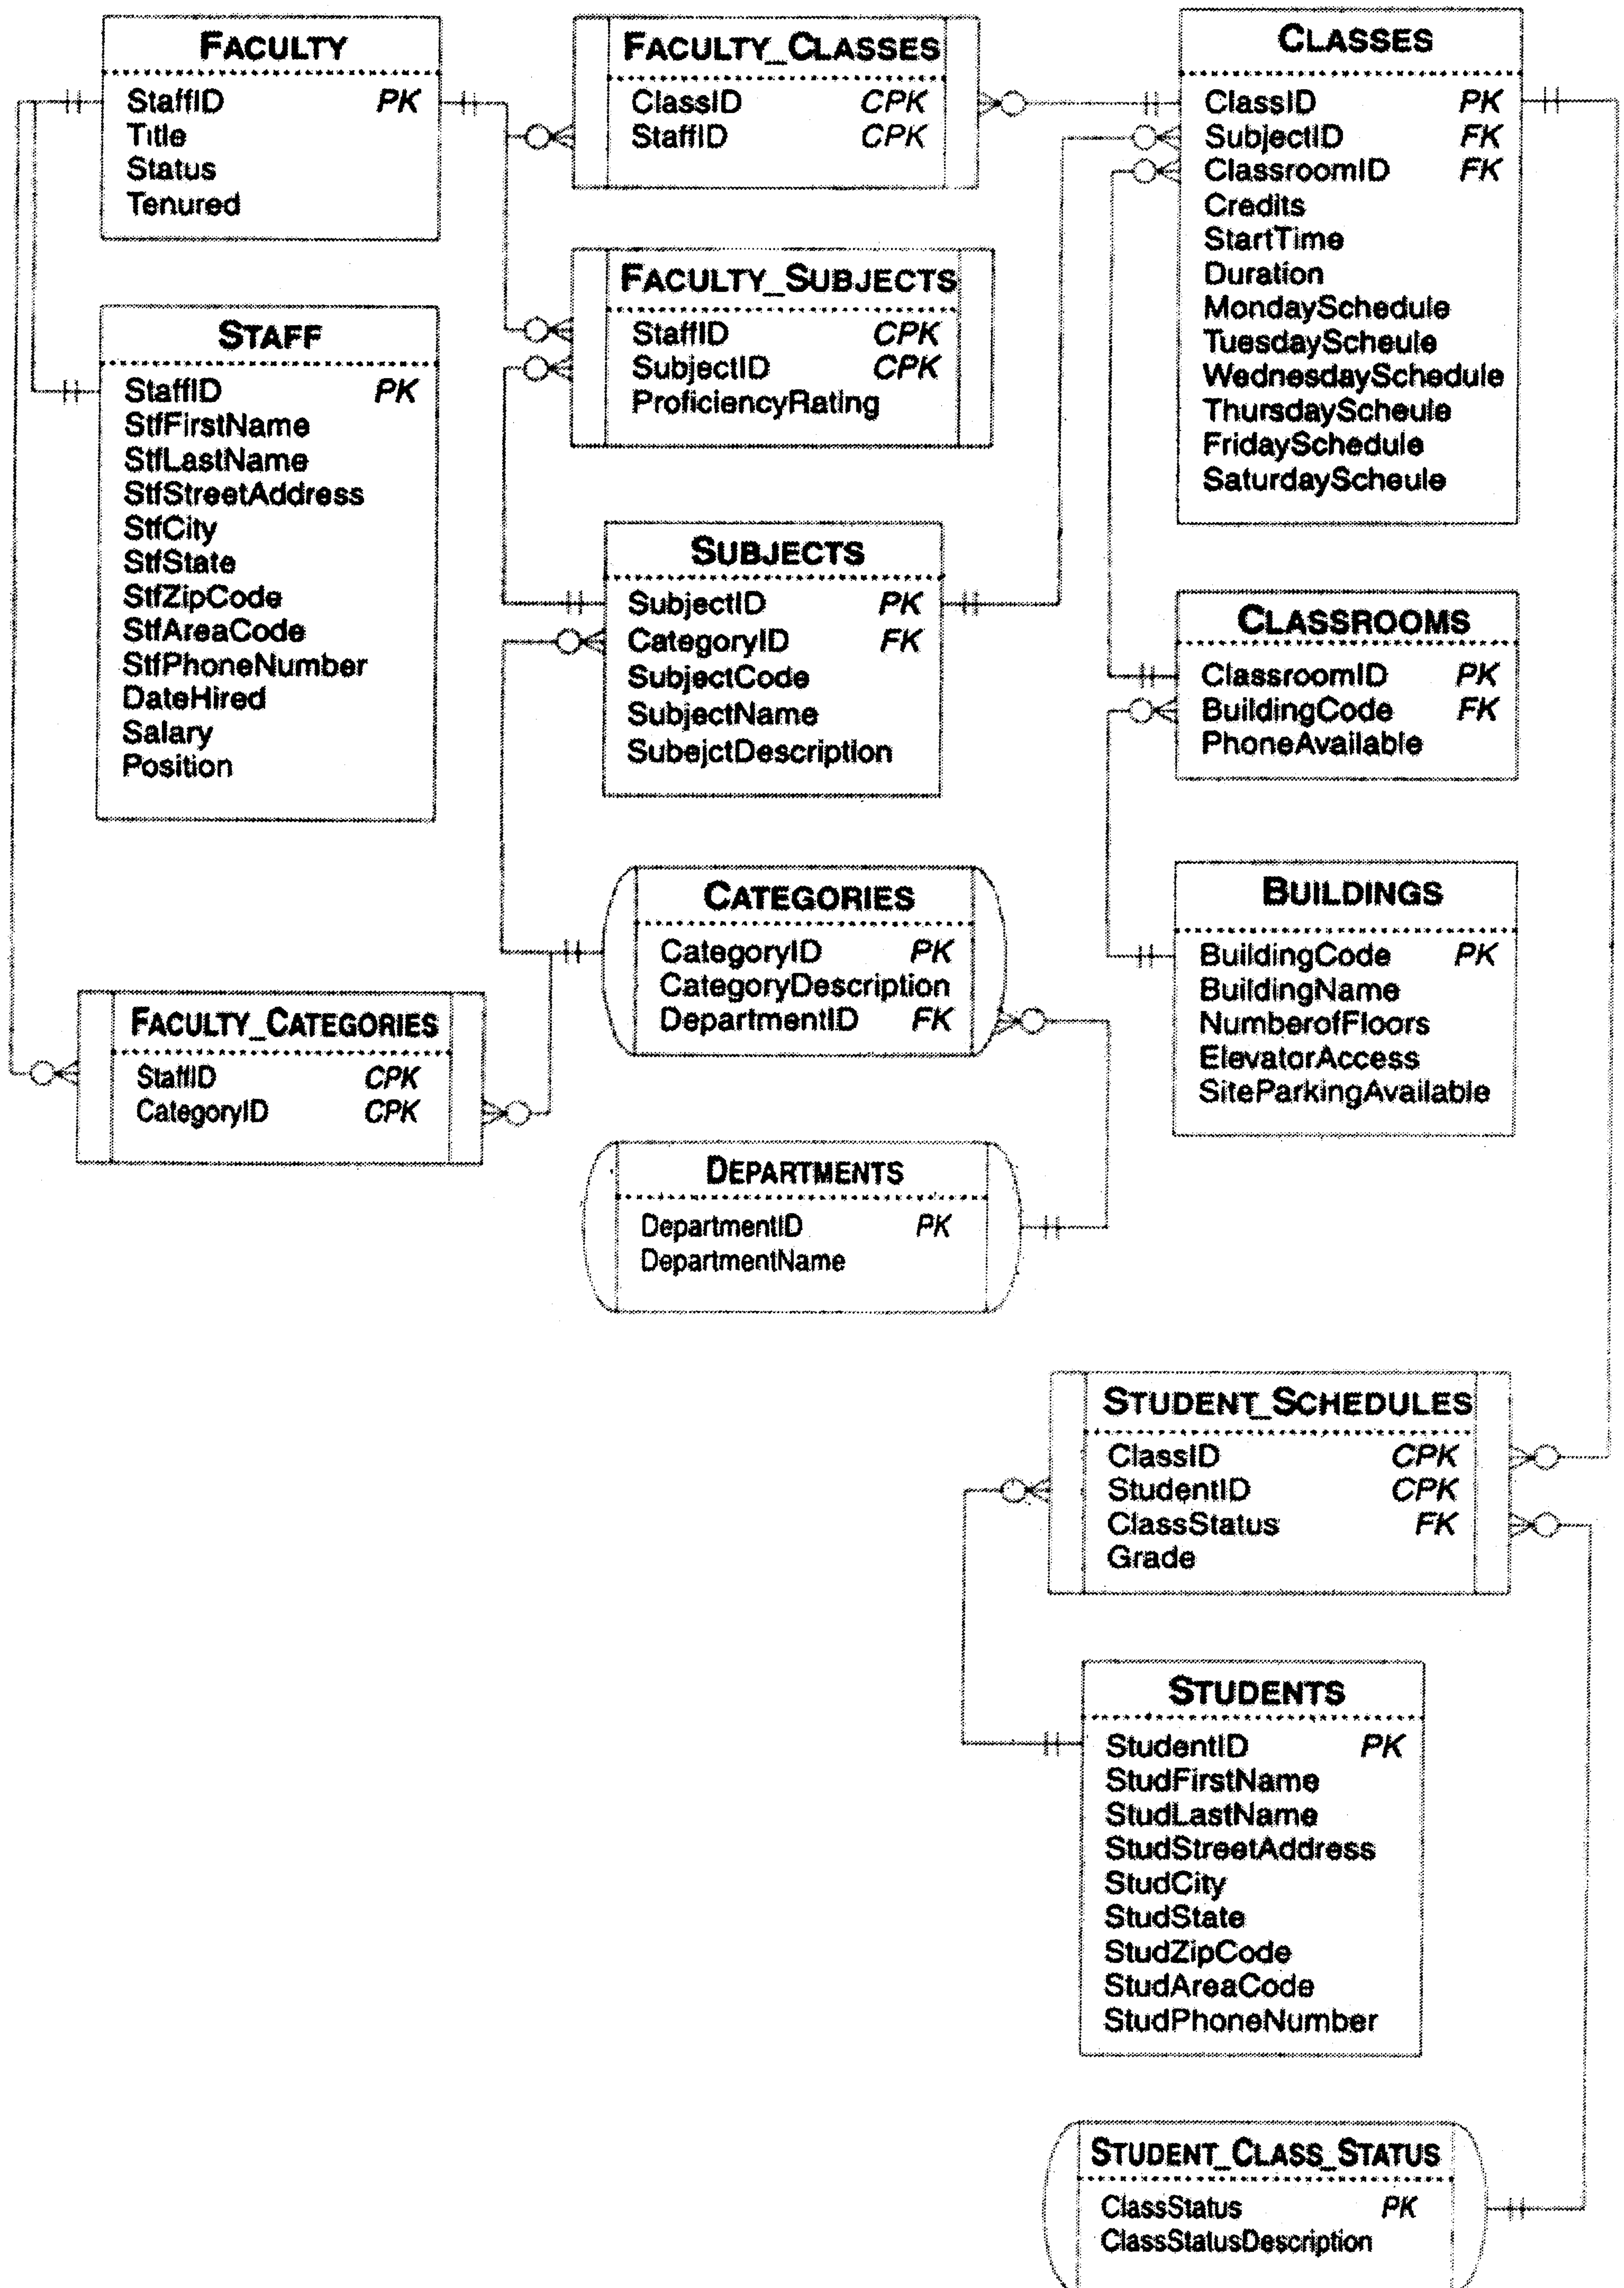 FACULTY
StaffID PK
Title
Status
Tenured
FACULTY_CLASSES
ClassID CPK
StaffID CPK
CLASSES
ClassID PK
SubjectID FK
ClassroomID FK
Credits
StartTime
Duration
MondaySchedule
TuesdayScheule
WednesdaySchedule
ThursdayScheule
FridaySchedule
SaturdayScheule
FACULTY_SUBJECTS
StaffID CPK
SubjectID CPK
ProficiencyRating
STAFF
StaffID PK
StfFirstName
StfLastName
StfStreetAddress
StfCity
StfState
StfZipCode
StfAreaCode
StfPhoneNumber
DateHired
Salary
Position
SUBJECTS
SubjectID PK
CategoryID FK
SubjectCode
SubjectName
SubejctDescription
CLASSROOMS
ClassroomID PK
BuildingCode FK
PhoneAvailable
CATEGORIES
CategoryID PK
CategoryDescription
DepartmentID FK
BUILDINGS
BuildingCode PK
BuildingName
NumberofFloors
ElevatorAccess
SiteParkingAvailable
FACULTY_CATEGORIES
StaffID CPK
CategoryID CPK
DEPARTMENTS
DepartmentID PK
DepartmentName
STUDENT_SCHEDULES
ClassID CPK
StudentID CPK
ClassStatus FK
Grade
STUDENTS
StudentID PK
StudFirstName
StudLastName
StudStreetAddress
StudCity
StudState
StudZipCode
StudAreaCode
StudPhoneNumber
STUDENT_CLASS_STATUS
ClassStatus PK
ClassStatusDescription